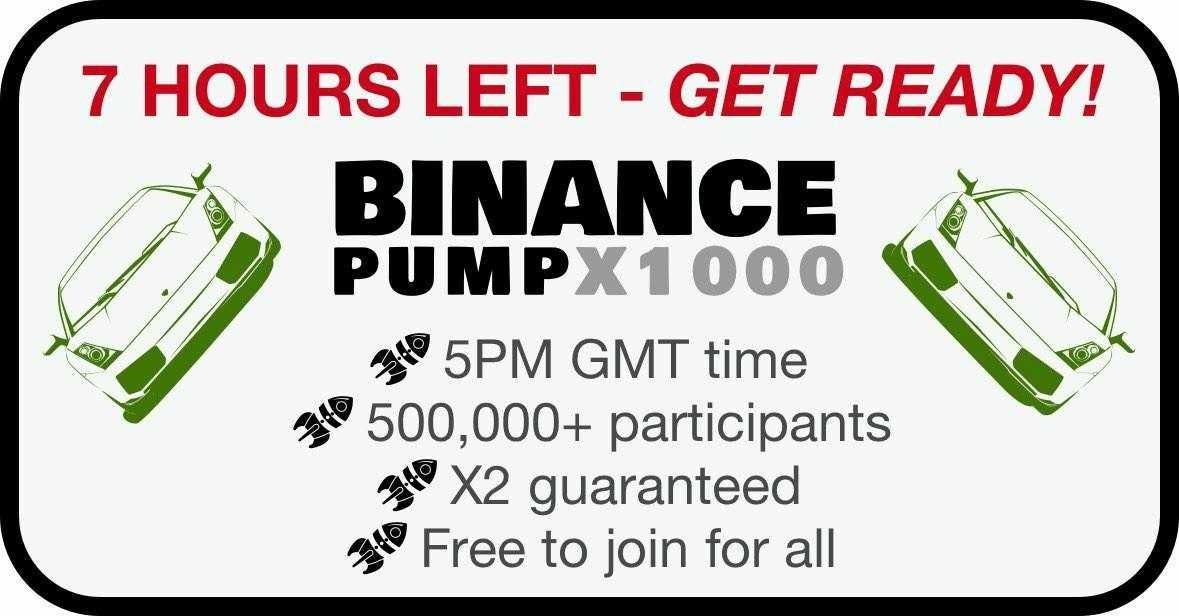 7 HOURS LEFT - GET READY!
BINANCE
PUMPX1000
5PM GMT time
500,000+ participants
X2 guaranteed
Free to join for all